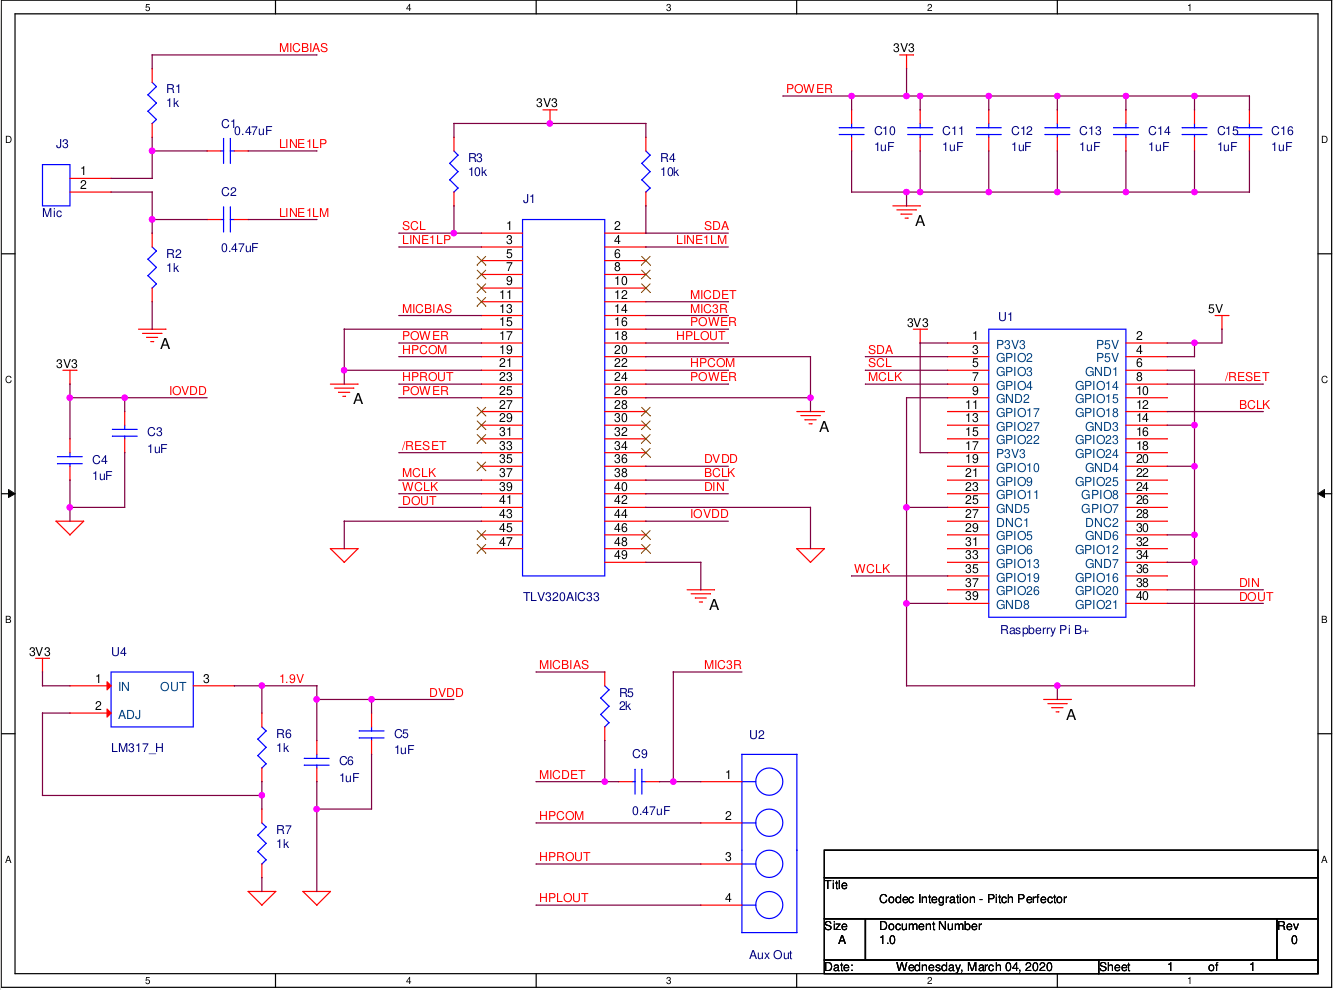 5 4 3 2 1
D
C
B
A
D
C
B
A
MICBIAS
R1
1k
C1
0.47uF
LINE1LP
J3
1
2
Mic
C2
0.47uF
LINE1LM
R2
1k
A
3V3
IOVDD
C3
1uF
C4
1uF
3V3
R3
10k
R4
10k
J1
SCL 1 2 SDA
LINE1LP 3 4 LINE1LM
5 6
7 8
9 10
11 12 MICDET
MICBIAS 13 14 MIC3R
15 16 POWER
POWER 17 18 HPLOUT
HPCOM 19 20
21 22 HPCOM
HPROUT 23 24 POWER
POWER 25 26
27 28
29 30
31 32
/RESET 33 34
35 36 DVDD
MCLK 37 38 BCLK
WCLK 39 40 DIN
DOUT 41 42
43 44 IOVDD
45 46
47 48
49
A
A
A
TLV320AIC33
3V3
POWER
C10
1uF
C11
1uF
C12
1uF
C13
1uF
C14
1uF
C15
1uF
C16
1uF
A
U1
3V3
5V
1 P3V3 P5V 2
SDA 3 GPIO2 P5V 4
SCL 5 GPIO3 GND1 6
MCLK 7 GPIO4 GPIO14 8 /RESET
9 GND2 GPIO15 10
11 GPIO17 GPIO18 12 BCLK
13 GPIO27 GND3 14
15 GPIO22 GPIO23 16
17 P3V3 GPIO24 18
19 GPIO10 GND4 20
21 GPIO9 GPIO25 22
23 GPIO11 GPIO8 24
25 GND5 GPIO7 26
27 DNC1 DNC2 28
29 GPIO5 GND6 30
31 GPIO6 GPIO12 32
33 GPIO13 GND7 34
WCLK 35 GPIO19 GPIO16 36
37 GPIO26 GPIO20 38 DIN
39 GND8 GPIO21 40 DOUT
Raspberry Pi B+
A
3V3
U4
1 IN OUT 3
2 ADJ
LM317_H
1.9V
DVDD
R6
1k
R7
1k
C6
1uF
C5
1uF
MICBIAS
MIC3R
R5
2k
U2
C9
0.47uF
MICDET 1
HPCOM 2
HPROUT 3
HPLOUT 4
Aux Out
Title
Codec Integration - Pitch Perfector
Size Document Number Rev
A 1.0 0
Date: Wednesday, March 04, 2020 Sheet 1 of 1
5 4 3 2 1